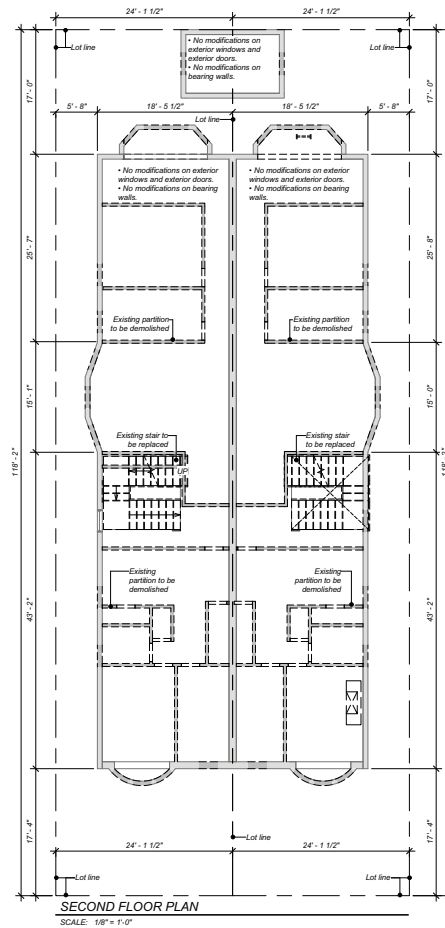 24' - 1 1/2"
24' - 1 1/2"
Lot line
Lot line
• No modifications on
exterior windows and
exterior doors.
• No modifications on
bearing walls.
17' - 0"
17' - 0"
5' - 8"
18' - 5 1/2"
18' - 5 1/2"
5' - 8"
Lot line
• No modifications on exterior
windows and exterior doors.
• No modifications on bearing
walls.
• No modifications on exterior
windows and exterior doors.
• No modifications on bearing
walls.
25' - 7"
25' - 8"
Existing partition
to be demolished
Existing partition
to be demolished
15' - 1"
15' - 0"
118' - 2"
118' - 2"
Existing stair to
be replaced
UP
Existing stair
to be replaced
Existing
partition to be
demolished
Existing
partition to be
demolished
43' - 2"
43' - 2"
17' - 4"
17' - 4"
Lot line
24' - 1 1/2"
24' - 1 1/2"
Lot line
Lot line
SECOND FLOOR PLAN
SCALE: 1/8" = 1'-0"